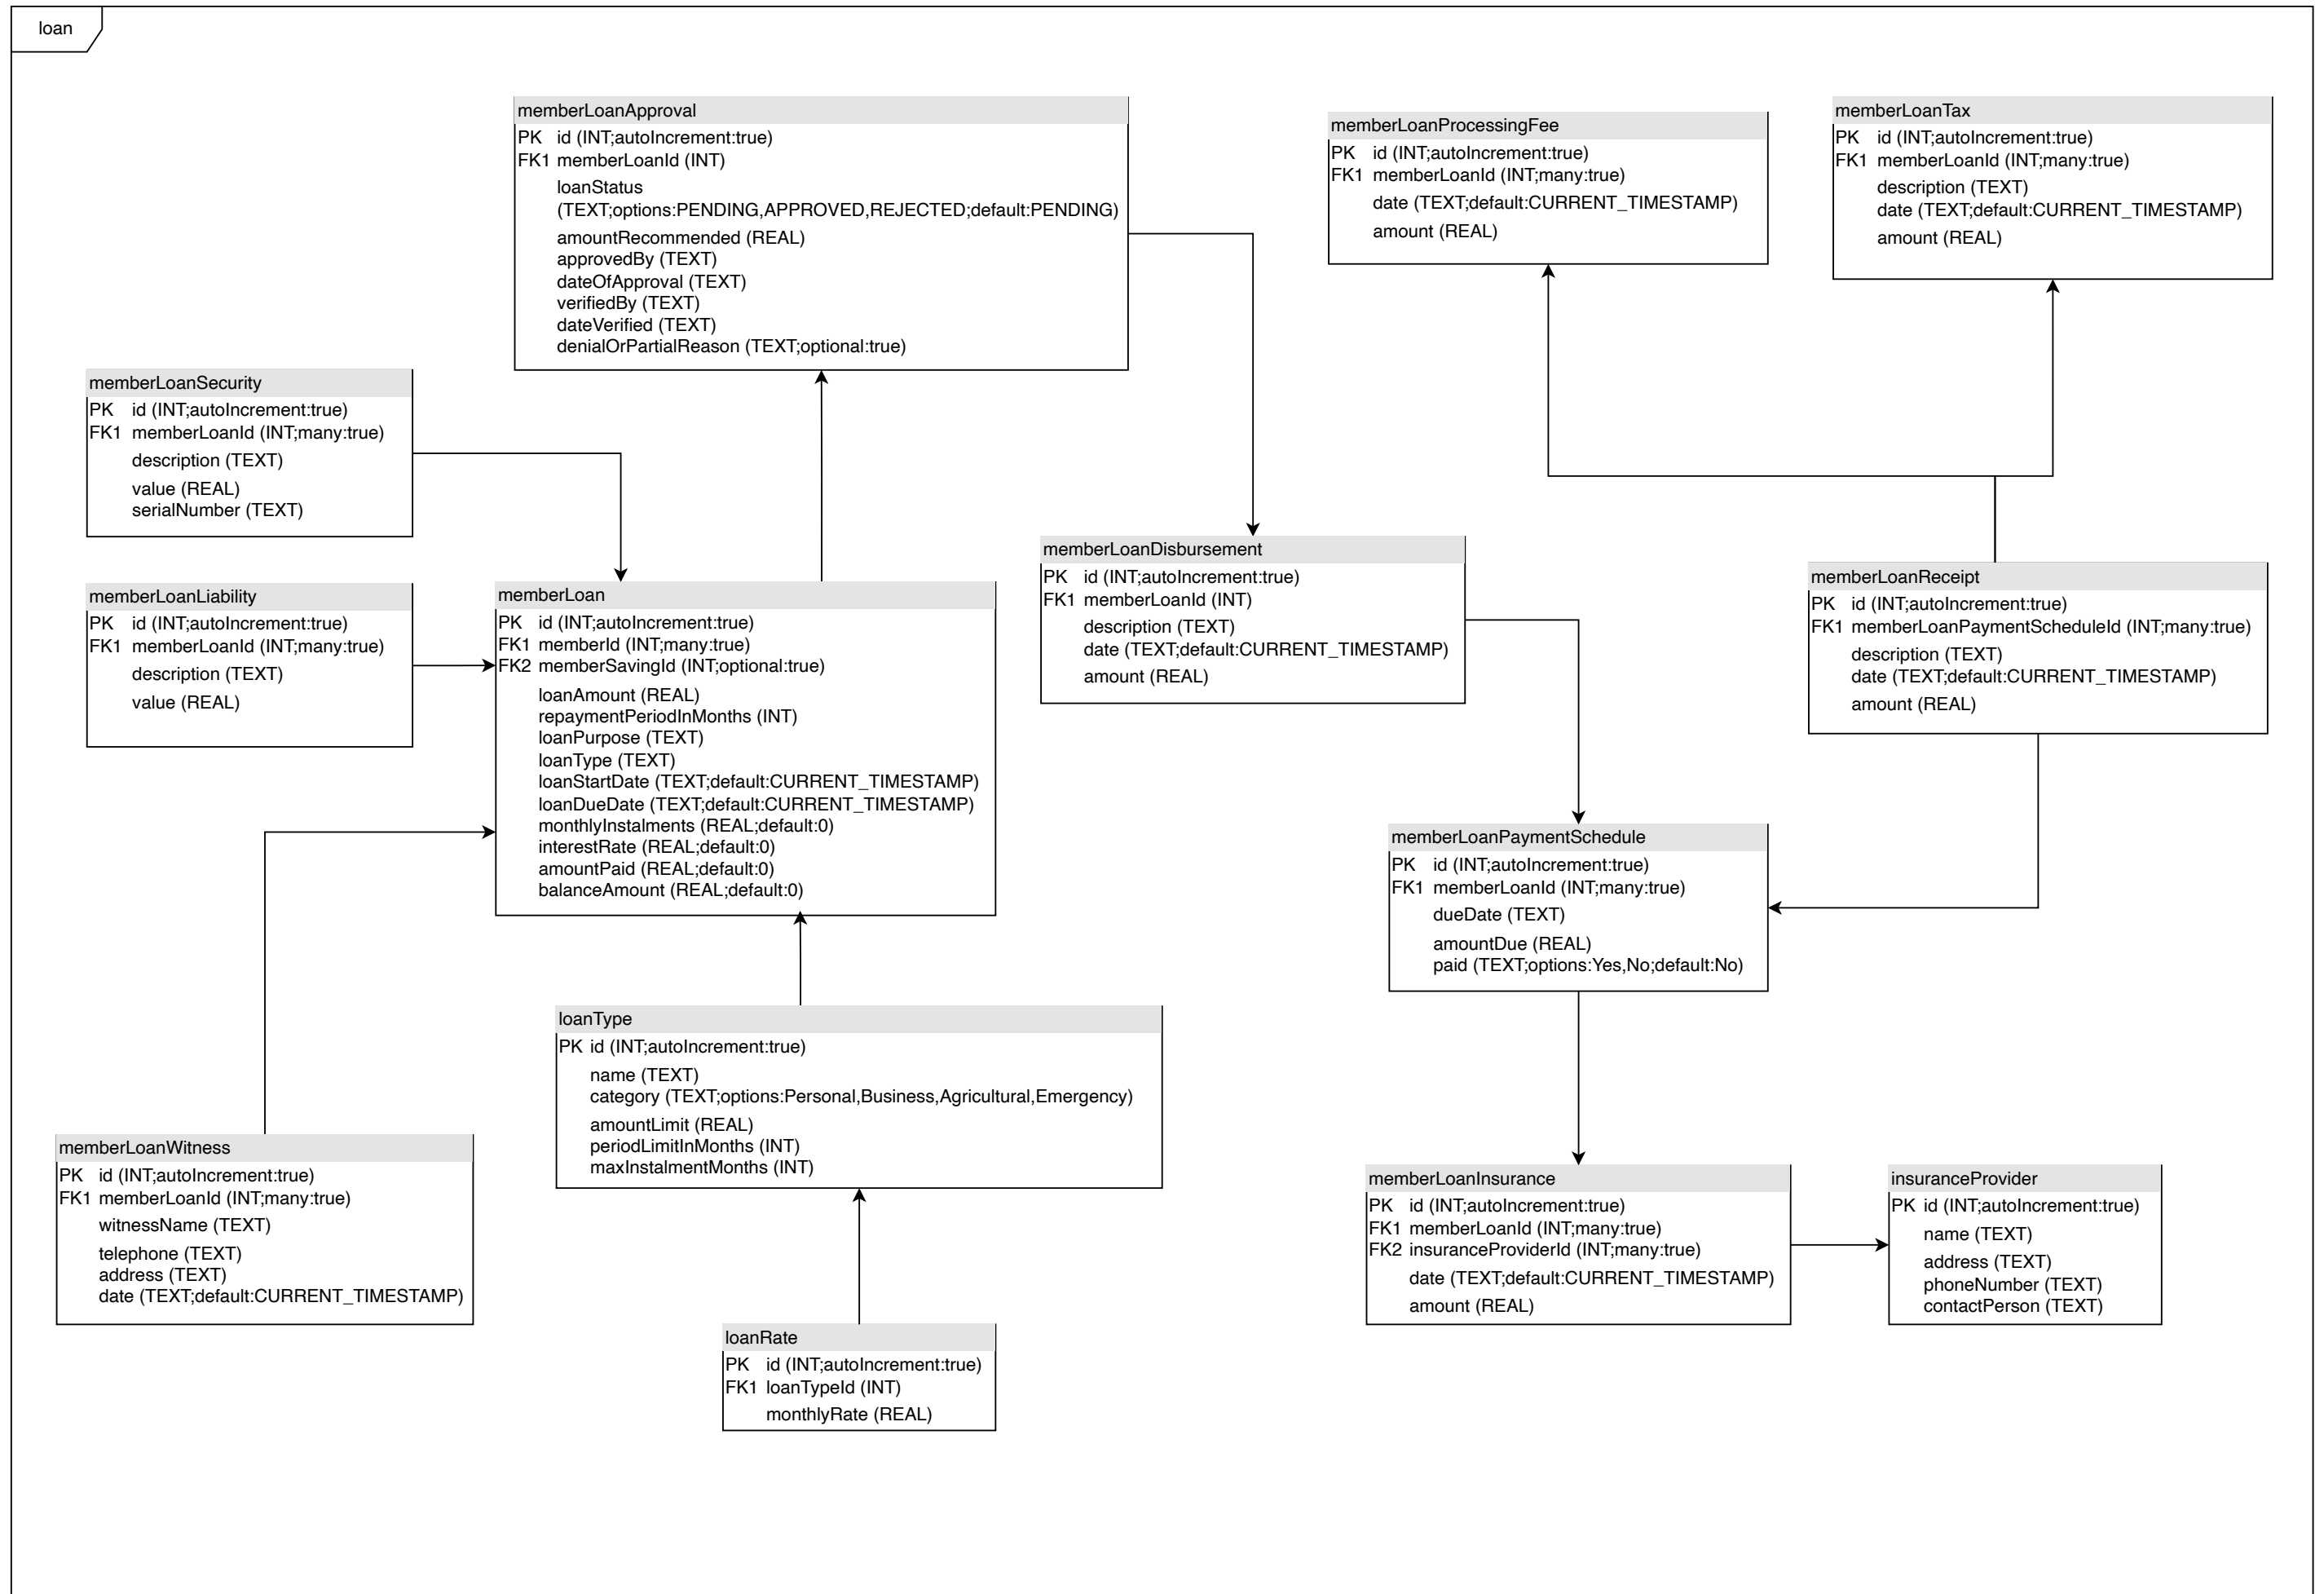 loan
memberLoanApproval
PK id (INT;autoIncrement:true)
FK1 memberLoanId (INT)
loanStatus
(TEXT;options:PENDING,APPROVED,REJECTED;default:PENDING)
amountRecommended (REAL)
approvedBy (TEXT)
dateOfApproval (TEXT)
verifiedBy (TEXT)
dateVerified (TEXT)
denialOrPartialReason (TEXT;optional:true)
memberLoanProcessingFee
PK id (INT;autoIncrement:true)
FK1 memberLoanId (INT;many:true)
date (TEXT;default:CURRENT_TIMESTAMP)
amount (REAL)
memberLoanTax
PK id (INT;autoIncrement:true)
FK1 memberLoanId (INT;many:true)
description (TEXT)
date (TEXT;default:CURRENT_TIMESTAMP)
amount (REAL)
memberLoanSecurity
PK id (INT;autoIncrement:true)
FK1 memberLoanId (INT;many:true)
description (TEXT)
value (REAL)
serialNumber (TEXT)
memberLoanLiability
PK id (INT;autoIncrement:true)
FK1 memberLoanId (INT;many:true)
description (TEXT)
value (REAL)
memberLoan
PK id (INT;autoIncrement:true)
FK1 memberId (INT;many:true)
FK2 memberSavingId (INT;optional:true)
loanAmount (REAL)
repaymentPeriodInMonths (INT)
loanPurpose (TEXT)
loanType (TEXT)
loanStartDate (TEXT;default:CURRENT_TIMESTAMP)
loanDueDate (TEXT;default:CURRENT_TIMESTAMP)
monthlyInstalments (REAL;default:0)
interestRate (REAL;default:0)
amountPaid (REAL;default:0)
balanceAmount (REAL;default:0)
memberLoanDisbursement
PK id (INT;autoIncrement:true)
FK1 memberLoanId (INT)
description (TEXT)
date (TEXT;default:CURRENT_TIMESTAMP)
amount (REAL)
memberLoanReceipt
PK id (INT;autoIncrement:true)
FK1 memberLoanPaymentScheduleId (INT;many:true)
description (TEXT)
date (TEXT;default:CURRENT_TIMESTAMP)
amount (REAL)
memberLoanPaymentSchedule
PK id (INT;autoIncrement:true)
FK1 memberLoanId (INT;many:true)
dueDate (TEXT)
amountDue (REAL)
paid (TEXT;options:Yes,No;default:No)
loanType
PK id (INT;autoIncrement:true)
name (TEXT)
category (TEXT;options:Personal,Business,Agricultural,Emergency)
amountLimit (REAL)
periodLimitInMonths (INT)
maxInstalmentMonths (INT)
memberLoanWitness
PK id (INT;autoIncrement:true)
FK1 memberLoanId (INT;many:true)
witnessName (TEXT)
telephone (TEXT)
address (TEXT)
date (TEXT;default:CURRENT_TIMESTAMP)
memberLoanInsurance
PK id (INT;autoIncrement:true)
FK1 memberLoanId (INT;many:true)
FK2 insuranceProviderId (INT;many:true)
date (TEXT;default:CURRENT_TIMESTAMP)
amount (REAL)
insuranceProvider
PK id (INT;autoIncrement:true)
name (TEXT)
address (TEXT)
phoneNumber (TEXT)
contactPerson (TEXT)
loanRate
PK id (INT;autoIncrement:true)
FK1 loanTypeId (INT)
monthlyRate (REAL)